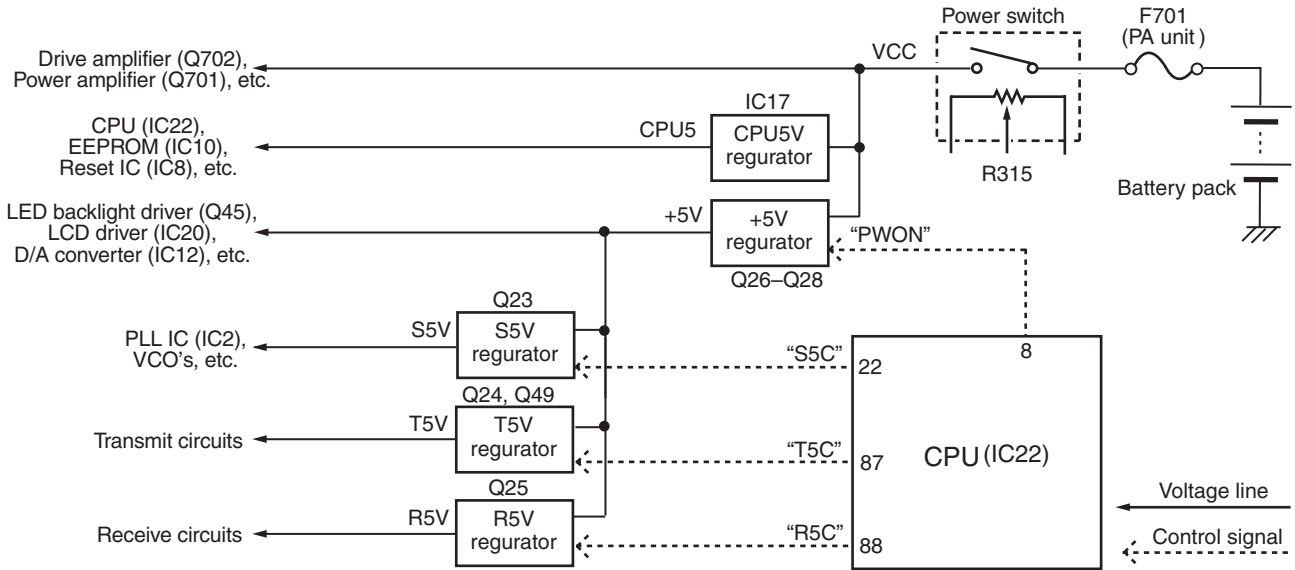 Power switch
F701
(PA unit)
VCC
Drive amplifier (Q702),
Power amplifier (Q701), etc.
IC17
CPU5
CPU5V
regurator
CPU (IC22),
EEPROM (IC10),
Reset IC (IC8), etc.
R315
Battery pack
LED backlight driver (Q45),
LCD driver (IC20),
D/A converter (IC12), etc.
+5V
+5V
regurator
"PWON"
Q26–Q28
Q23
S5V
S5V
regurator
PLL IC (IC2),
VCO's, etc.
"S5C"
22
8
Q24, Q49
T5V
T5V
regurator
Transmit circuits
"T5C"
87
CPU (IC22)
Q25
R5V
R5V
regurator
Receive circuits
"R5C"
88
Voltage line
Control signal